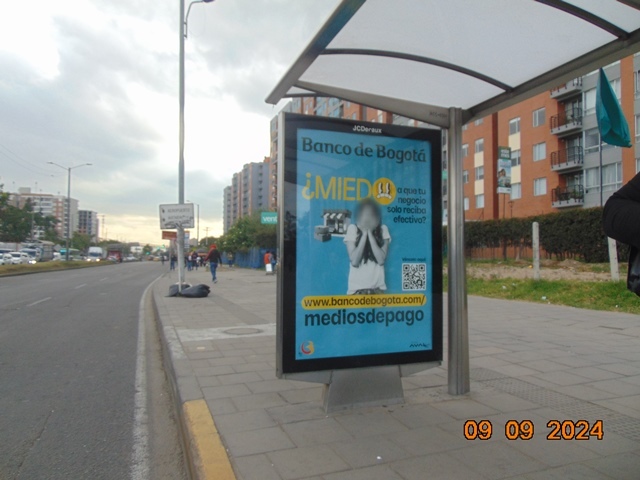 JCDecaux
Banco de Bogotá
¿MIEDO a que tu
negocio
solo reciba
efectivo?
www.bancodebogota.com/
mediosdepago
09 09 2024